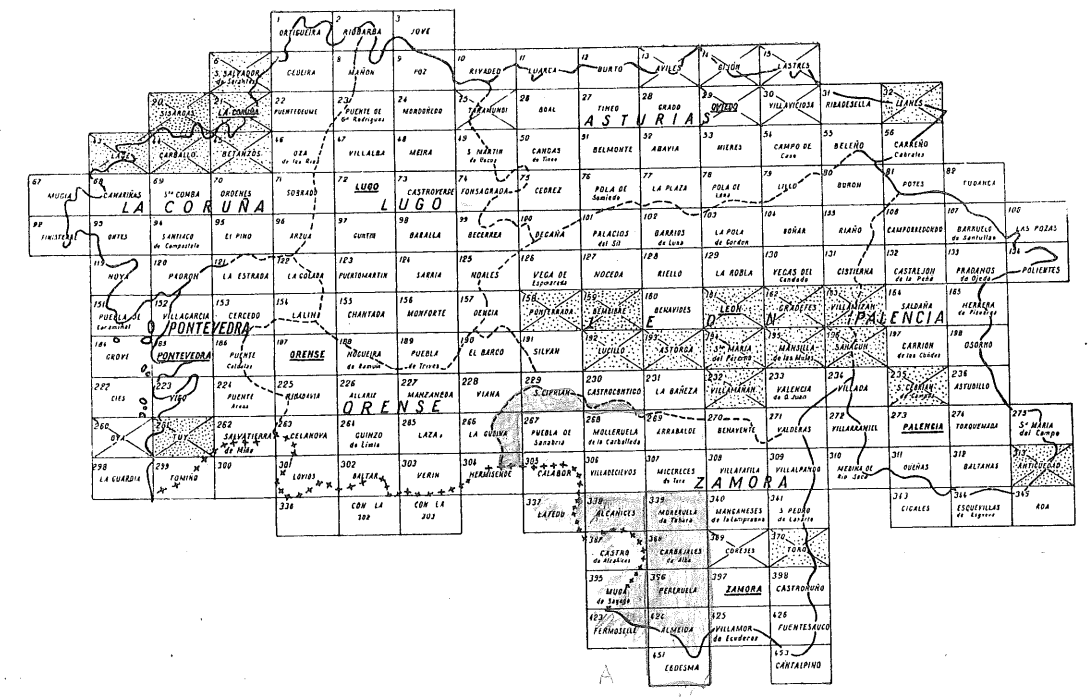 1 2 3
ORTIGUEIRA RIOBARBA JOVE
6 7 8 9 10 11 12 13 14 15
S. SALVADOR de Serantes CEDEIRA MAÑON FOZ RIVADEO LUARCA BURTO AVILES GIJON LASTRES
20 21 22 23 24 25 26 27 28 29 30 31 32
SISARGAS LA CORUÑA PUENTEDEUME PUENTE DE Gª Rodriguez MONDOÑEDO TARAMUNDI BOAL TINEO GRADO OVIEDO VILLAVICIOSA RIBADESELLA LLANES
ASTURIAS
43 44 45 46 47 48 49 50 51 52 53 54 55 56
LAGE CARBALLO BETANZOS OZA de los Rios VILLALBA MEIRA S. MARTIN de Oscos CANGAS de Tineo BELMONTE ABAVIA MIERES CAMPO DE Caso BELEÑO CARREÑO Cabrales
67 68 69 70 71 72 73 74 75 76 77 78 79 80 81 82
MUGIA CAMARIÑAS Sta COMBA ORDENES SOBRADO LUGO CASTROVERDE FONSAGRADA CEDREZ POLA DE Somiedo LA PLAZA POLA DE Lena LILLO BURON POTES TUDANCA
LA CORUÑA LUGO
92 93 94 95 96 97 98 99 100 101 102 103 104 105 106 107 108
FINISTERRE OUTES SANTIAGO de Compostela EL PINO ARZUA GUNTIN BARALLA BECERREA DEGAÑA PALACIOS del Sil BARRIOS de Luna LA POLA de Gordon BOÑAR RIAÑO CAMPORREDONDO BARRUELO de Santullan LAS ROZAS
119 120 121 122 123 124 125 126 127 128 129 130 131 132 133 134
NOYA PADRON LA ESTRADA LA GOLADA PUERTOMARTIN SARRIA NOALES VEGA DE Espinareda NOCEDA RIELLO LA ROBLA VEGAS DEL Condado CISTIERNA CASTREJON de la Peña PRADANOS de Ojeda POLIENTES
151 152 153 154 155 156 157 158 159 160 161 162 163 164 165
PUEBLA DE Caramiñal VILLAGARCIA CERCEDO LALIN CHANTADA MONFORTE OENCIA PONFERRADA BEMBIBRE BENAVIDES LEON GRADEFES VILLAMIZAR SALDAÑA HERRERA de Pisuerga
PONTEVEDRA LEON PALENCIA
184 185 186 187 188 189 190 191 192 193 194 195 196 197 198
GROVE PONTEVEDRA PUENTE Caldelas ORENSE NOGUEIRA de Ramuin PUEBLA de Trives EL BARCO SILVAN LUCILLO ASTORGA Sta MARIA del Paramo MANSILLA de las Mulas SAHAGUN CARRION de los Condes OSORNO
222 223 224 225 226 227 228 229 230 231 232 233 234 235 236
CIES VIGO PUENTE Areas RIBADAVIA ALLARIZ MANZANEDA VIANA S. CIPRIAN CASTROCONTIGO LA BAÑEZA VILLAMAÑAN VALENCIA de D. Juan VILLADA S. CEBRIAN de Campos ASTUDILLO
ORENSE
260 261 262 263 264 265 266 267 268 269 270 271 272 273 274 275
OYA TUY SALVATIERRA de Miño CELANOVA GUINZO de Limia LAZA LA GUDIÑA PUEBLA de Sanabria MOLLERUELA de la Carballeda ARRABALDE BENAVENTE VALDERAS VILLARRAMIEL PALENCIA TORQUEMADA Sta MARIA del Campo
298 299 300 301 302 303 304 305 306 307 308 309 310 311 312 313
LA GUARDIA TOMIÑO LOVIOS BALTAR VERIN HERMISENDE CALABOR VILLADECIEVOS MICERECES de Tera VILLAFAFILA VILLALPANDO MEDINA DE Rio Seco DUEÑAS BALTANAS ANTIGUEDAD
ZAMORA
336 CON LA 302 CON LA 303 337 338 339 340 341 343 344 345
LATEDO ALCAÑICES MORERUELA de Tabara MANGANESES de la Lampreana S. PEDRO de Latarce CIGALES ESQUEVILLAS de Esgueva ROA
367 368 369 370
CASTRO de Alcañices CARBAJALES de Alba CORESES TORO
395 396 397 398
MUGA de Sayago PERERUELA ZAMORA CASTRONUÑO
423 424 425 426
FERMOSELLE ALMEIDA VILLAMOR de Escuderos FUENTESAUCO
451 453
LEDESMA CANTALPINO
A